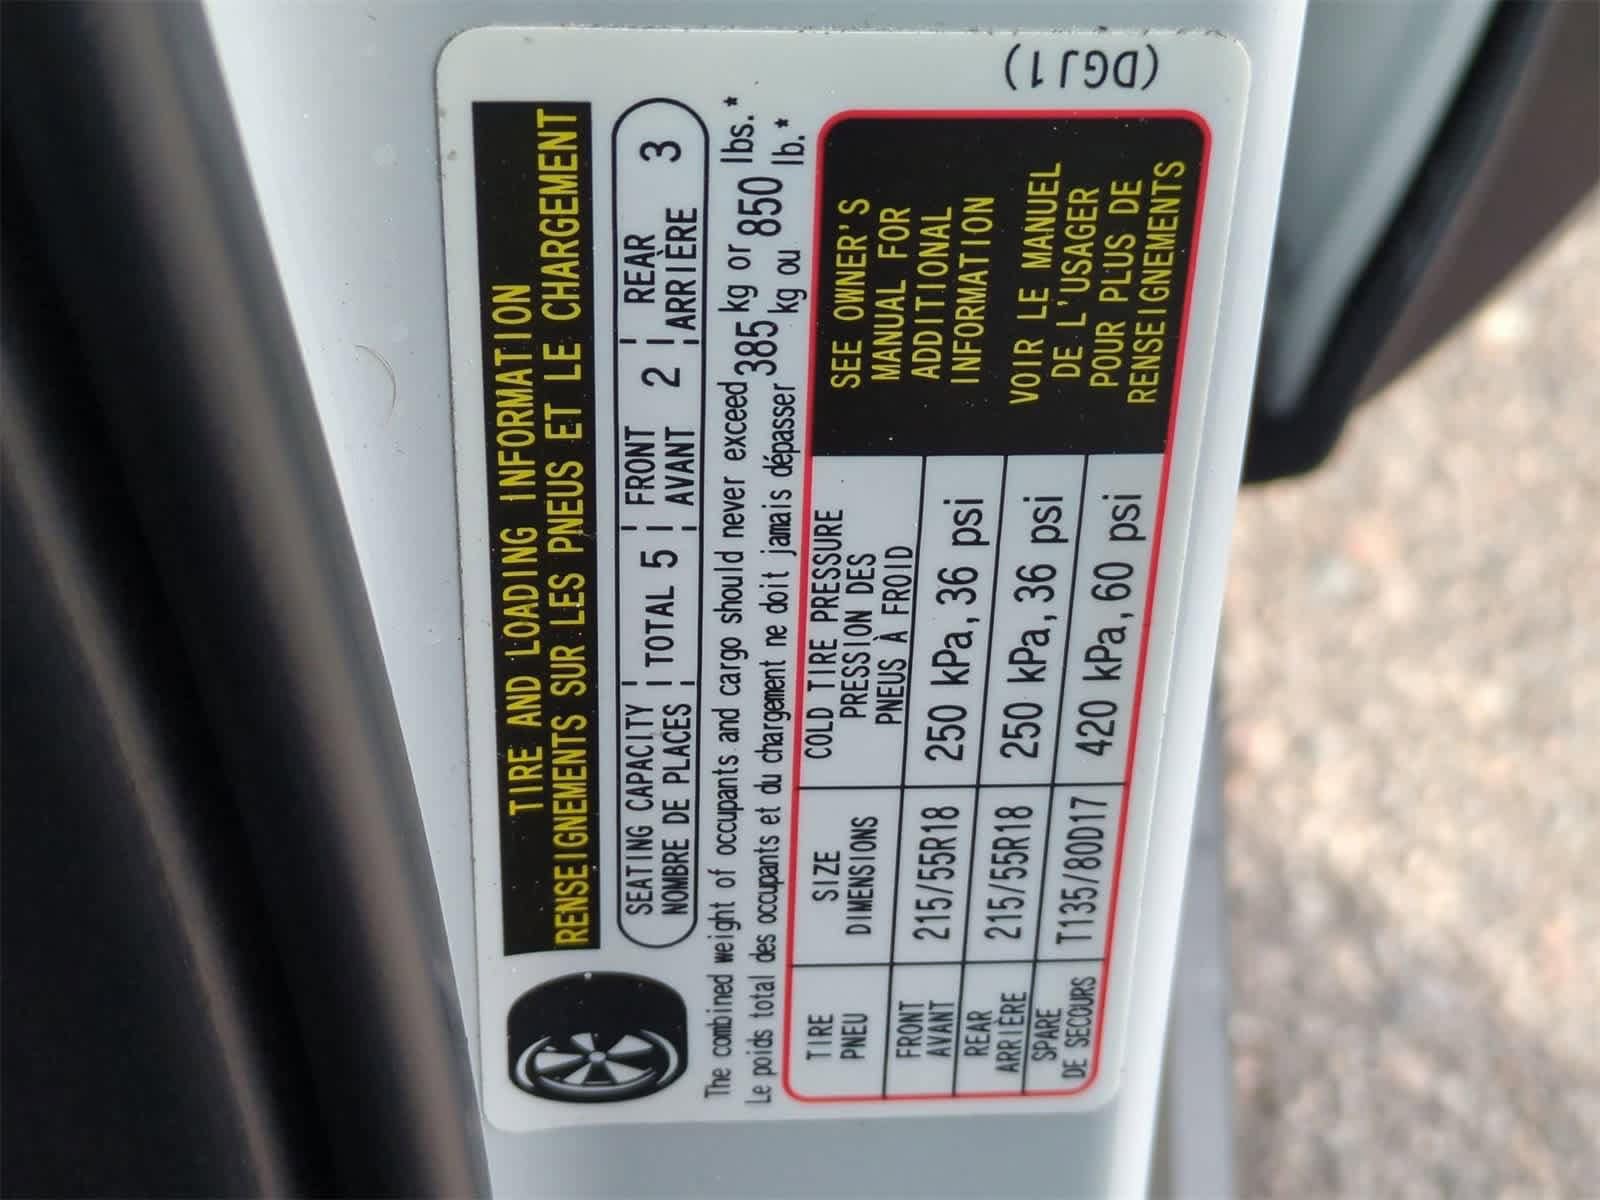 TIRE AND LOADING INFORMATION
RENSEIGNEMENTS SUR LES PNEUS ET LE CHARGEMENT
SEATING CAPACITY | TOTAL 5 | FRONT 2 | REAR 3
NOMBRE DE PLACES | AVANT | ARRIÈRE
The combined weight of occupants and cargo should never exceed 385 kg or 850 lbs.*
Le poids total des occupants et du chargement ne doit jamais dépasser 385 kg ou 850 lb.*
TIRE SIZE COLD TIRE PRESSURE
PNEU DIMENSIONS PRESSION DES
PNEUS À FROID
FRONT 215/55R18 250 kPa, 36 psi
AVANT
REAR 215/55R18 250 kPa, 36 psi
ARRIÈRE
SPARE T135/80D17 420 kPa, 60 psi
DE SECOURS
SEE OWNER'S
MANUAL FOR
ADDITIONAL
INFORMATION
VOIR LE MANUEL
DE L'USAGER
POUR PLUS DE
RENSEIGNEMENTS
(DGJ1)